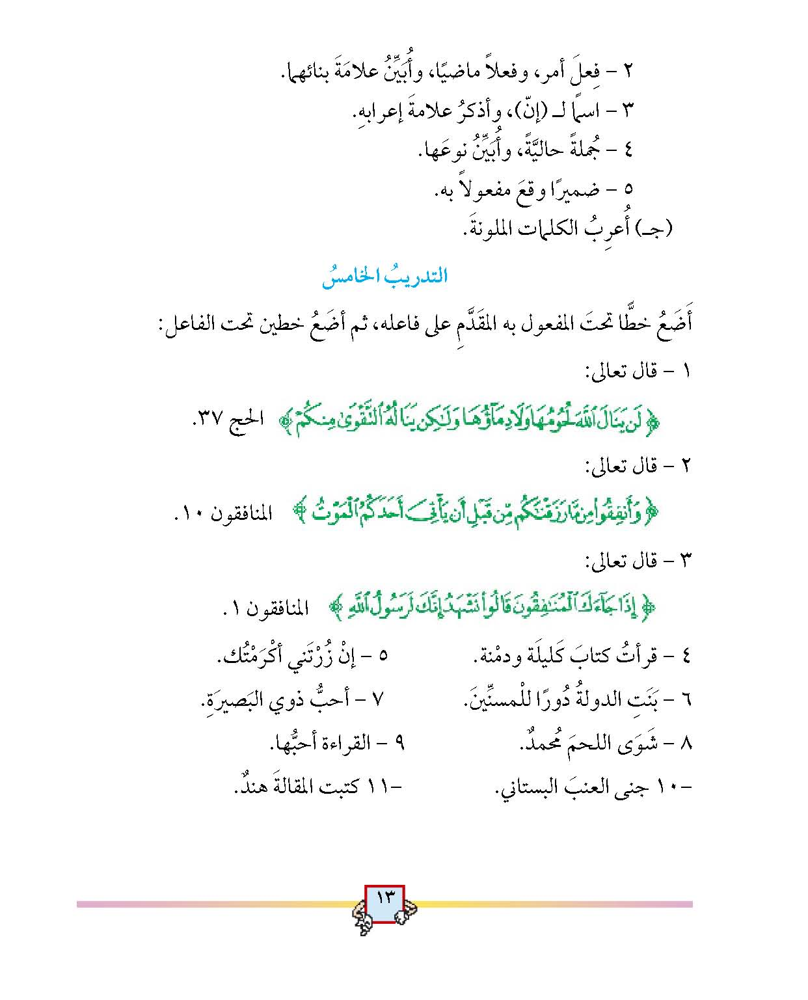 ٢ – فِعلَ أمر، وفعلاً ماضيًا، وأُبَيِّنُ علامَةَ بنائهما.
٣ – اسمًا لـ (إنّ)، وأذكرُ علامةَ إعرابهِ.
٤ – جُملةً حاليَّةً، وأُبَيِّنُ نوعَها.
٥ – ضميرًا وقعَ مفعولاً به.
(جـ) أُعرِبُ الكلمات الملونةَ.
التدريبُ الخامسُ
أَضَعُ خطًّا تحتَ المفعول به المقَدَّمِ على فاعله، ثم أضَعُ خطين تحت الفاعل:
١ – قال تعالى:
﴿ لَن يَنَالَ ٱللَّهَ لُحُومُهَا وَلَا دِمَآؤُهَا وَلَٰكِن يَنَالُهُ ٱلتَّقْوَىٰ مِنكُمْ ﴾ الحج ٣٧.
٢ – قال تعالى:
﴿ وَأَنفِقُوا۟ مِن مَّا رَزَقْنَٰكُم مِّن قَبْلِ أَن يَأْتِىَ أَحَدَكُمُ ٱلْمَوْتُ ﴾ المنافقون ١٠.
٣ – قال تعالى:
﴿ إِذَا جَآءَكَ ٱلْمُنَٰفِقُونَ قَالُوا۟ نَشْهَدُ إِنَّكَ لَرَسُولُ ٱللَّهِ ﴾ المنافقون ١.
٤ – قرأتُ كتابَ كَليلَة ودمْنة. ٥ – إنْ زُرْتَني أكْرَمْتُك.
٦ – بَنَتِ الدولةُ دُورًا للْمسنِّينَ. ٧ – أحبُّ ذوي البَصيرَةِ.
٨ – شَوَى اللحمَ مُحمدٌ. ٩ – القراءة أحبُّها.
١٠– جنى العنبَ البستاني. ١١– كتبت المقالةَ هندٌ.
١٣